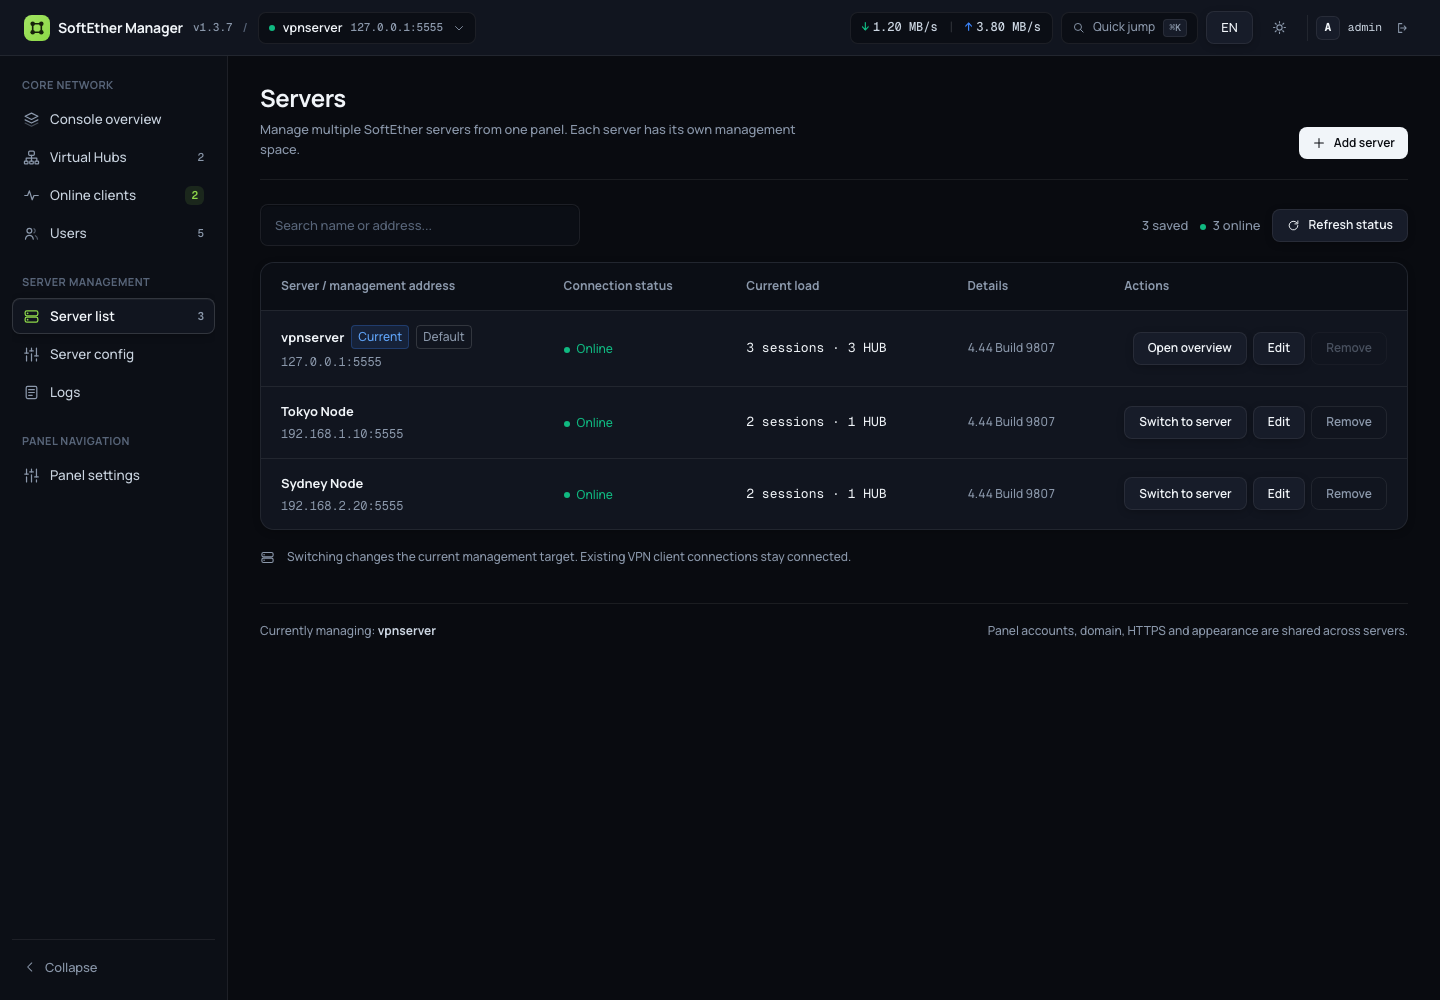 SoftEther Manager v1.3.7 / vpnserver 127.0.0.1:5555
1.20 MB/s 3.80 MB/s Quick jump ⌘K EN A admin
CORE NETWORK
Console overview
Virtual Hubs 2
Online clients 2
Users 5
SERVER MANAGEMENT
Server list 3
Server config
Logs
PANEL NAVIGATION
Panel settings
Collapse
Servers
Manage multiple SoftEther servers from one panel. Each server has its own management
space.
Add server
Search name or address...
3 saved 3 online Refresh status
Server / management address Connection status Current load Details Actions
vpnserver Current Default
127.0.0.1:5555
Online 3 sessions · 3 HUB 4.44 Build 9807 Open overview Edit Remove
Tokyo Node
192.168.1.10:5555
Online 2 sessions · 1 HUB 4.44 Build 9807 Switch to server Edit Remove
Sydney Node
192.168.2.20:5555
Online 2 sessions · 1 HUB 4.44 Build 9807 Switch to server Edit Remove
Switching changes the current management target. Existing VPN client connections stay connected.
Currently managing: vpnserver
Panel accounts, domain, HTTPS and appearance are shared across servers.